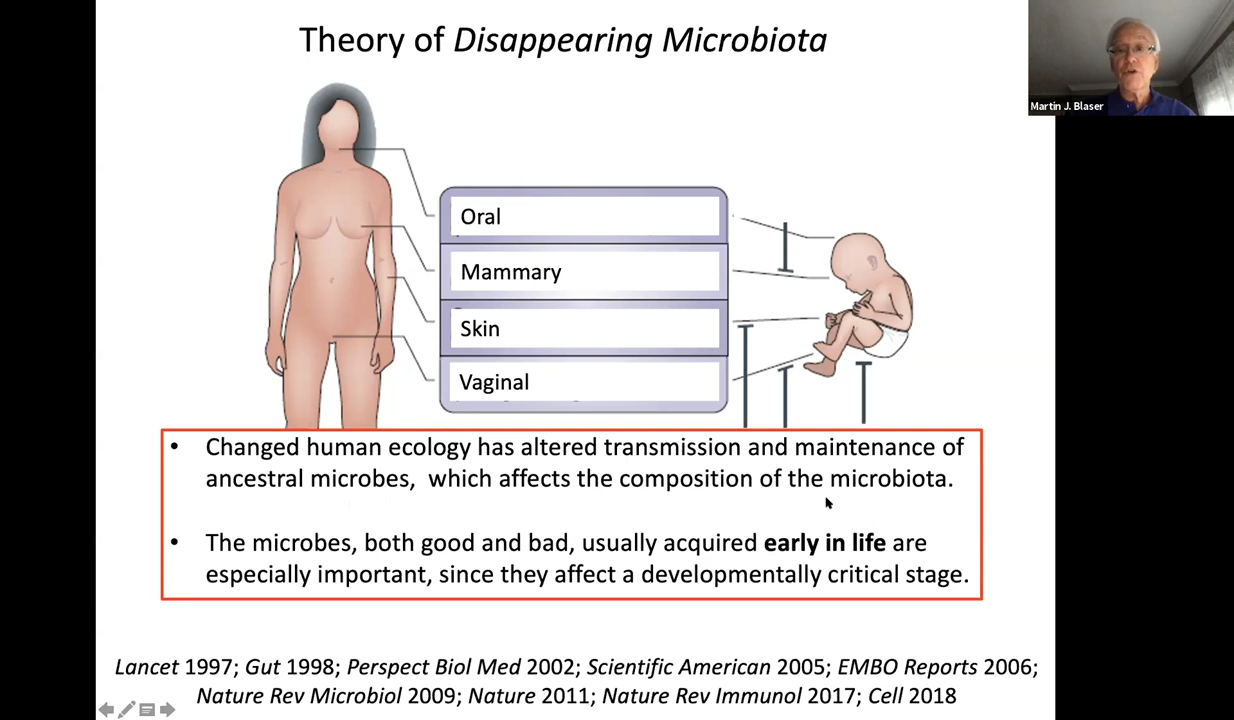 Theory of Disappearing Microbiota
Martin J. Blaser
Oral
Mammary
Skin
Vaginal
• Changed human ecology has altered transmission and maintenance of
ancestral microbes, which affects the composition of the microbiota.
• The microbes, both good and bad, usually acquired early in life are
especially important, since they affect a developmentally critical stage.
Lancet 1997; Gut 1998; Perspect Biol Med 2002; Scientific American 2005; EMBO Reports 2006;
Nature Rev Microbiol 2009; Nature 2011; Nature Rev Immunol 2017; Cell 2018